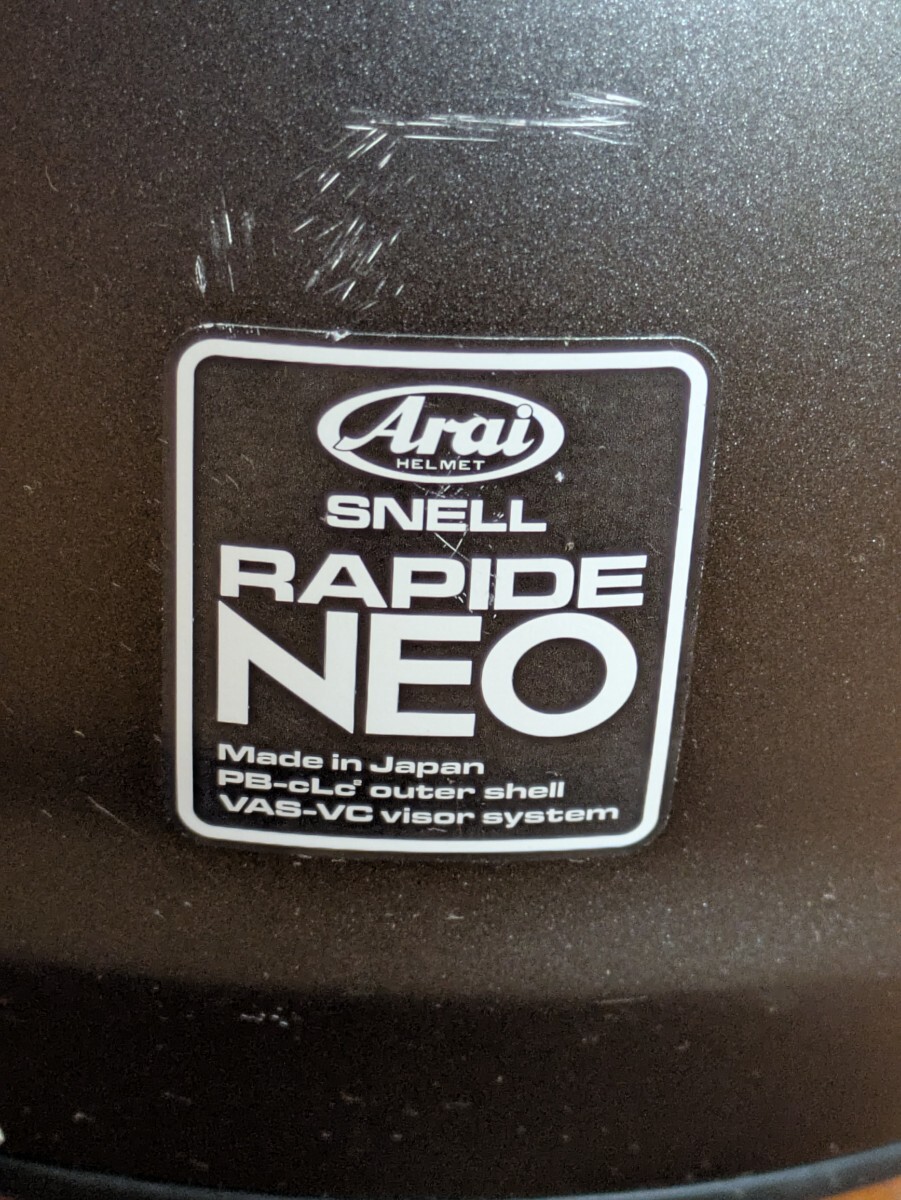 Arai
HELMET
SNELL
RAPIDE
NEO
Made in Japan
PB-cLc² outer shell
VAS-VC visor system